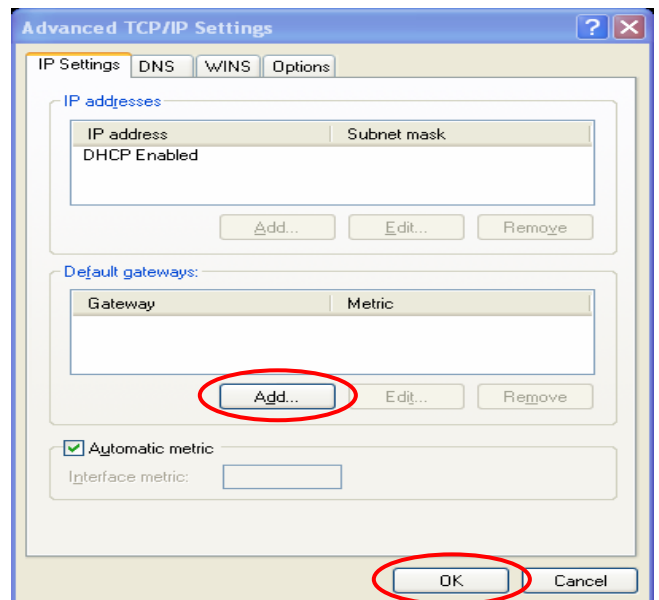 Advanced TCP/IP Settings
IP Settings DNS WINS Options
IP addresses
IP address Subnet mask
DHCP Enabled
Add... Edit... Remove
Default gateways:
Gateway Metric
Add... Edit... Remove
Automatic metric
Interface metric:
OK Cancel